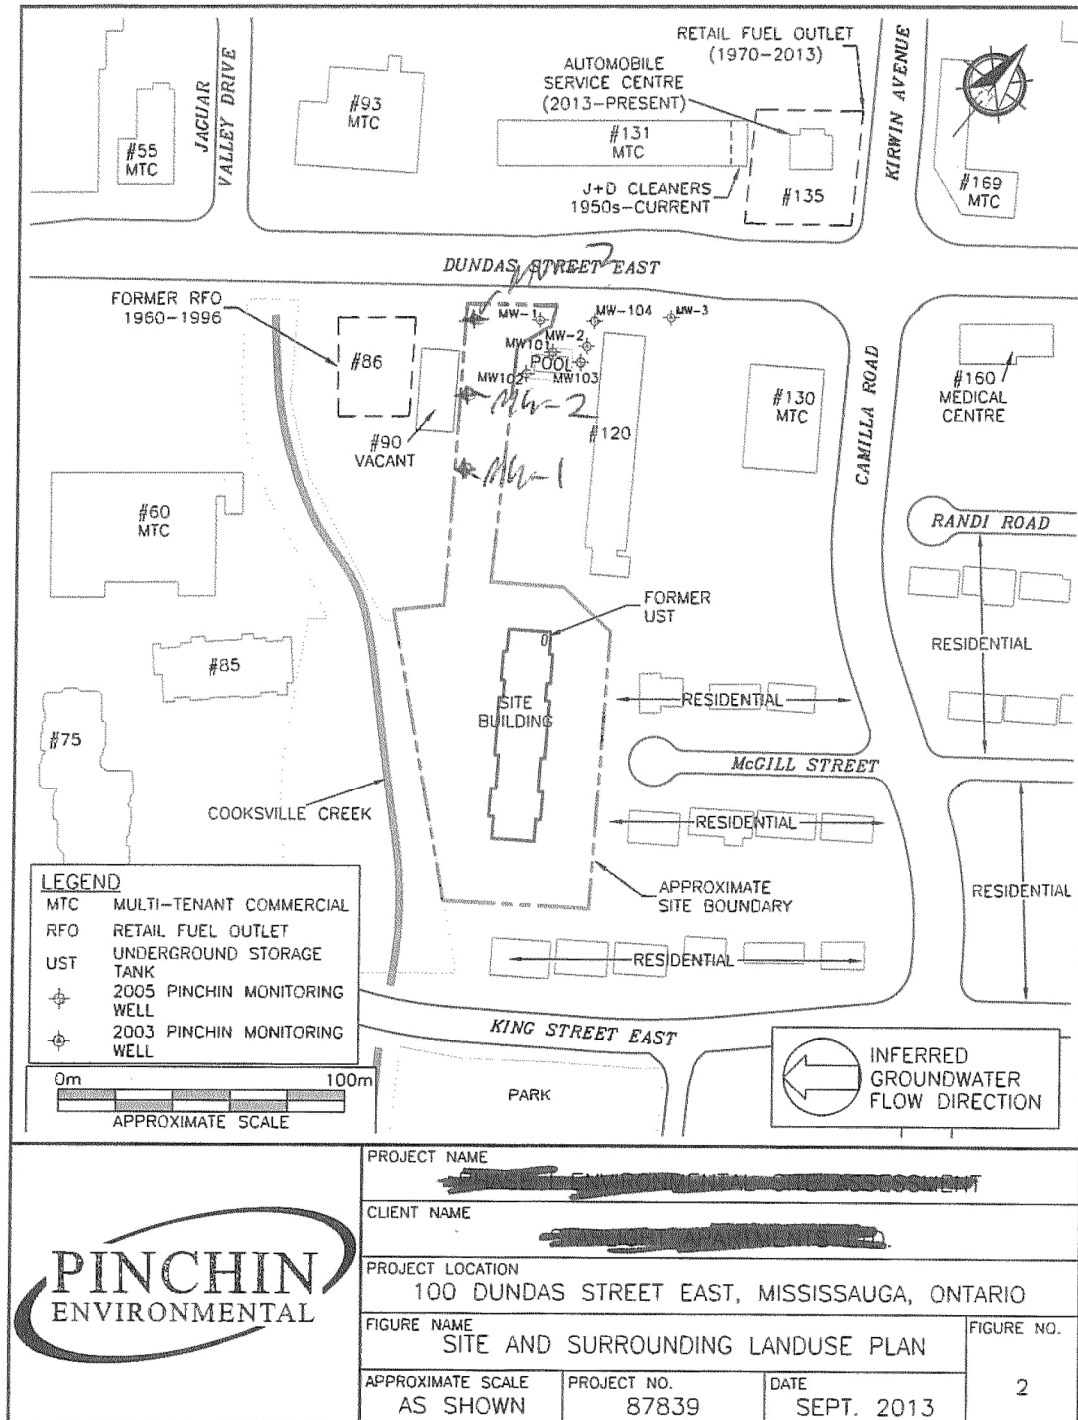 RETAIL FUEL OUTLET
(1970-2013)
AUTOMOBILE
SERVICE CENTRE
(2013-PRESENT)
JAGUAR
VALLEY DRIVE
KIRWIN AVENUE
#93
MTC
#55
MTC
#131
MTC
J+D CLEANERS
1950s-CURRENT
#135
#169
MTC
DUNDAS STREET EAST
FORMER RFO
1960-1996
MW-1
MW-104
MW-3
MW-2
MW101
POOL
MW102
MW103
#86
#90
VACANT
MW-2
MW-1
#120
#130
MTC
#160
MEDICAL
CENTRE
CAMILLA ROAD
RANDI ROAD
#60
MTC
FORMER
UST
RESIDENTIAL
#85
SITE
BUILDING
RESIDENTIAL
#75
McGILL STREET
COOKSVILLE CREEK
RESIDENTIAL
APPROXIMATE
SITE BOUNDARY
RESIDENTIAL
RESIDENTIAL
LEGEND
MTC MULTI-TENANT COMMERCIAL
RFO RETAIL FUEL OUTLET
UST UNDERGROUND STORAGE
TANK
2005 PINCHIN MONITORING
WELL
2003 PINCHIN MONITORING
WELL
KING STREET EAST
0m 100m
APPROXIMATE SCALE
PARK
INFERRED
GROUNDWATER
FLOW DIRECTION
PINCHIN
ENVIRONMENTAL
PROJECT NAME
CLIENT NAME
PROJECT LOCATION
100 DUNDAS STREET EAST, MISSISSAUGA, ONTARIO
FIGURE NAME
SITE AND SURROUNDING LANDUSE PLAN
FIGURE NO.
2
APPROXIMATE SCALE
AS SHOWN
PROJECT NO.
87839
DATE
SEPT. 2013